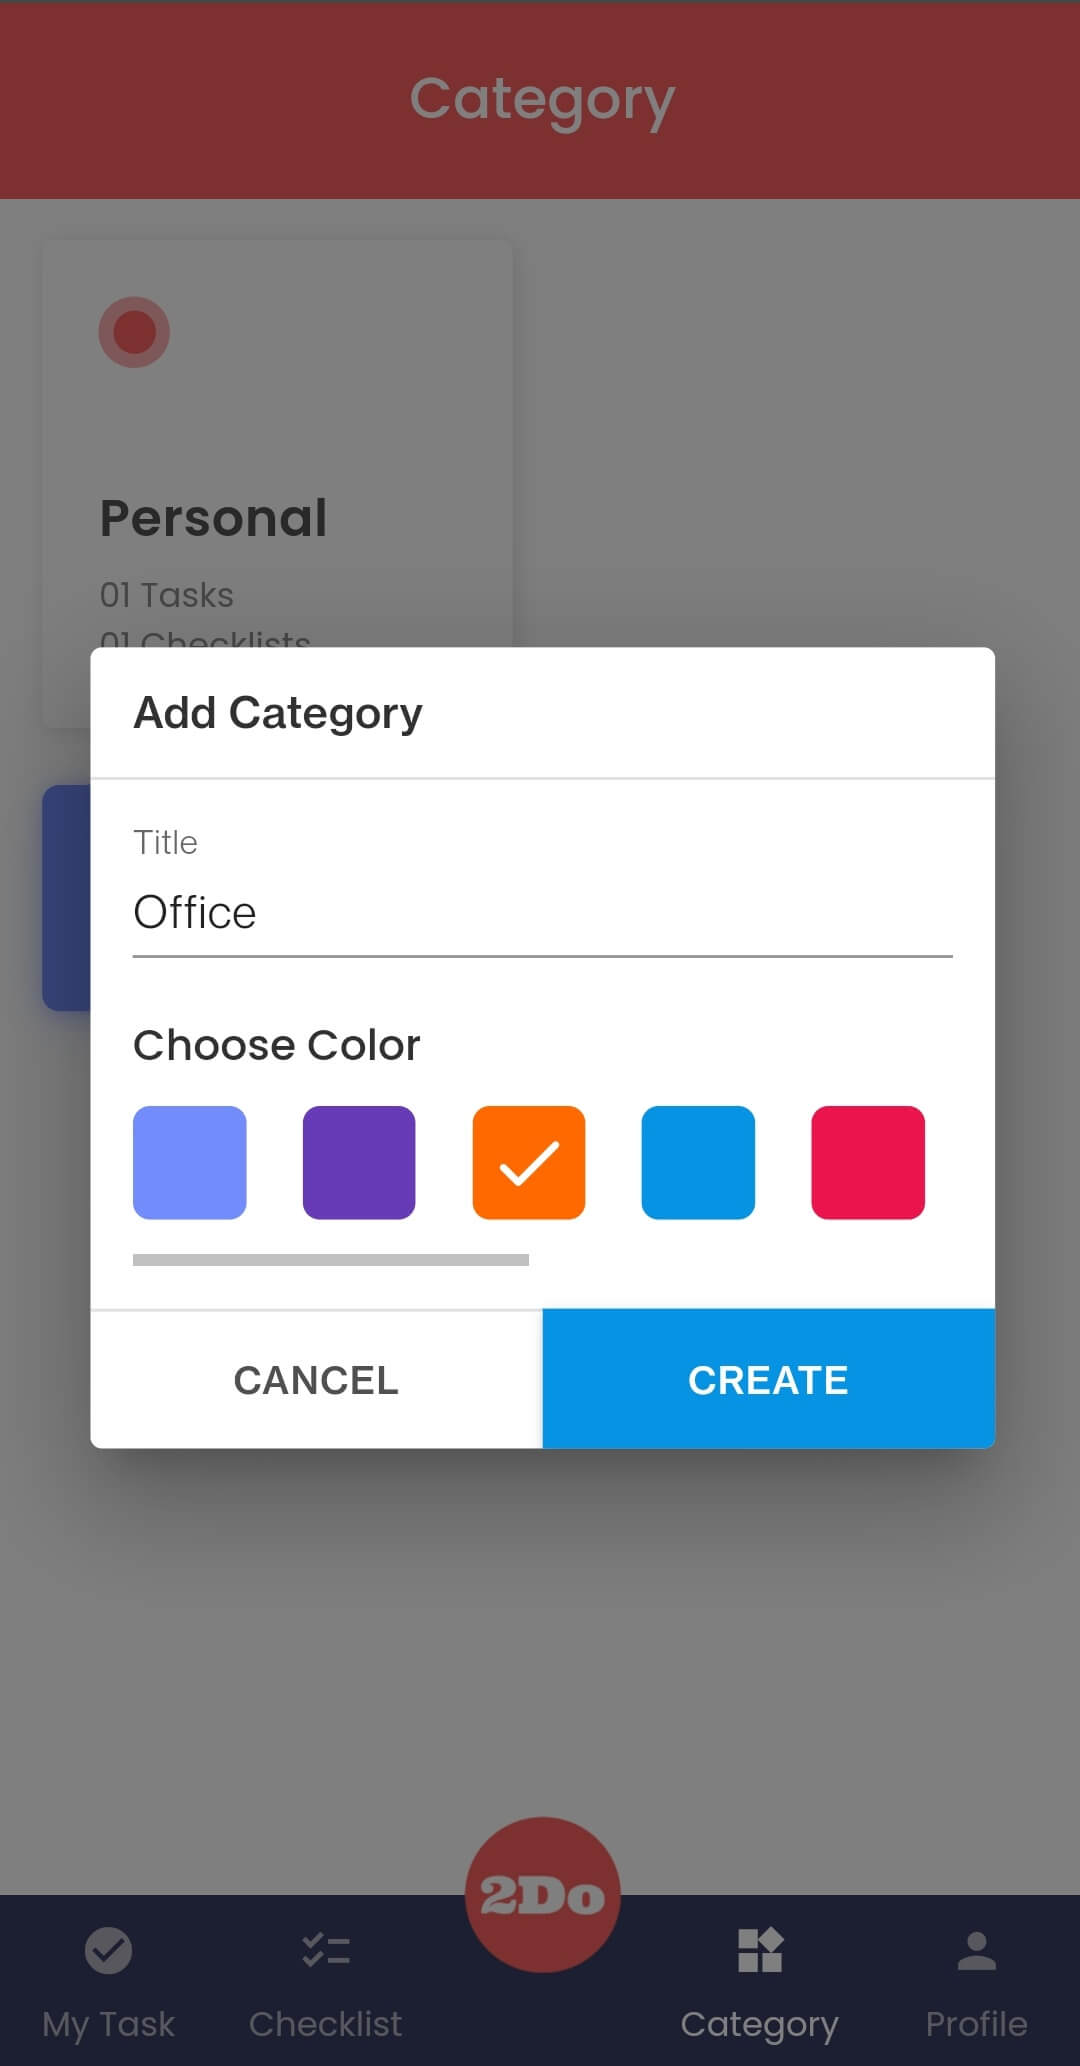 Category
Personal
01 Tasks
01 Checklists
Add Category
Title
Office
Choose Color
CANCEL
CREATE
2Do
My Task
Checklist
Category
Profile